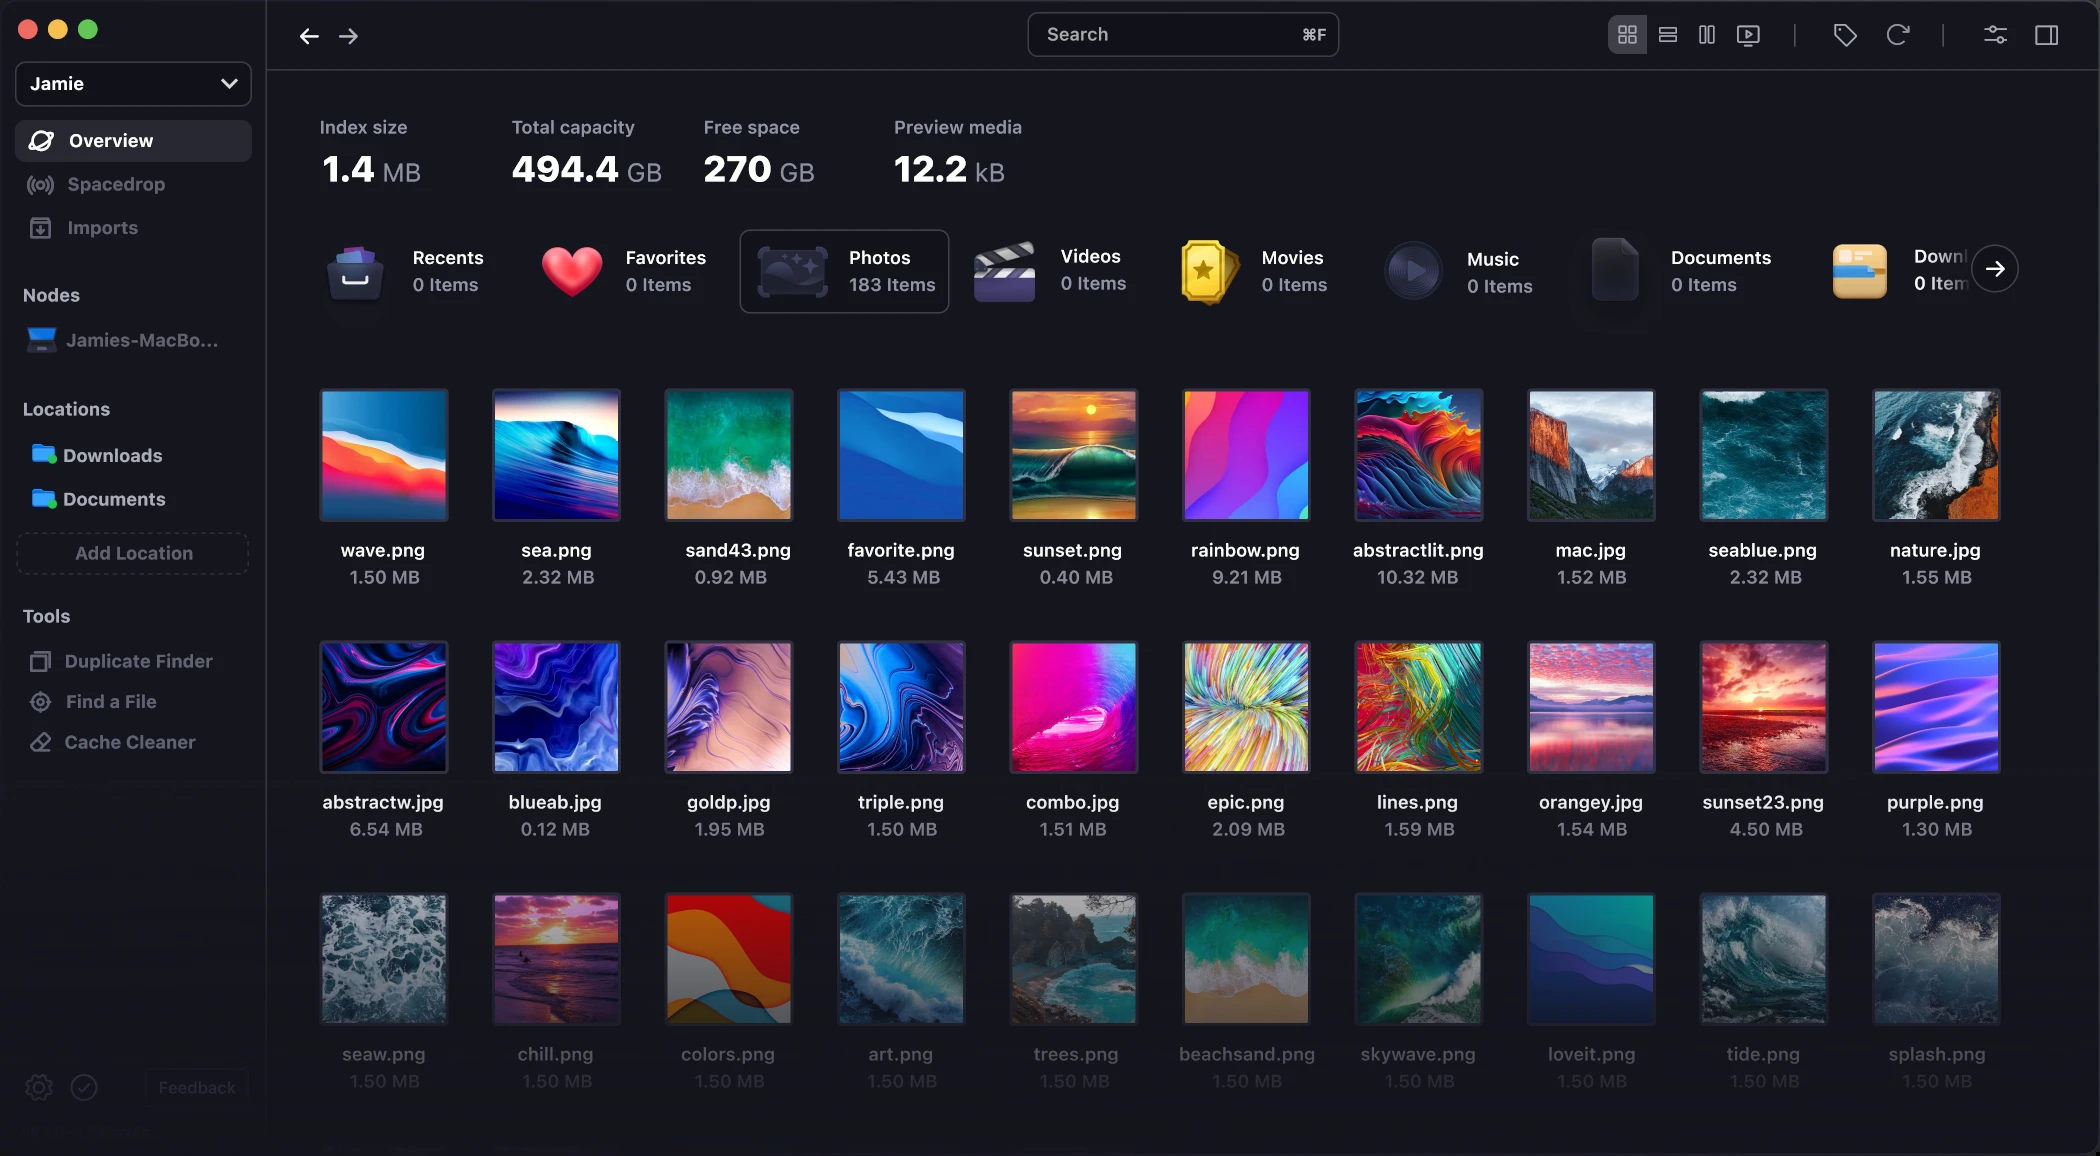 Jamie
Overview
Spacedrop
Imports
Nodes
Jamies-MacBo...
Locations
Downloads
Documents
Add Location
Tools
Duplicate Finder
Find a File
Cache Cleaner
Feedback
Search ⌘F
Index size
1.4 MB
Total capacity
494.4 GB
Free space
270 GB
Preview media
12.2 kB
Recents
0 Items
Favorites
0 Items
Photos
183 Items
Videos
0 Items
Movies
0 Items
Music
0 Items
Documents
0 Items
Down
0 Item
wave.png
1.50 MB
sea.png
2.32 MB
sand43.png
0.92 MB
favorite.png
5.43 MB
sunset.png
0.40 MB
rainbow.png
9.21 MB
abstractlit.png
10.32 MB
mac.jpg
1.52 MB
seablue.png
2.32 MB
nature.jpg
1.55 MB
abstractw.jpg
6.54 MB
blueab.jpg
0.12 MB
goldp.jpg
1.95 MB
triple.png
1.50 MB
combo.jpg
1.51 MB
epic.png
2.09 MB
lines.png
1.59 MB
orangey.jpg
1.54 MB
sunset23.png
4.50 MB
purple.png
1.30 MB
seaw.png
1.50 MB
chill.png
1.50 MB
colors.png
1.50 MB
art.png
1.50 MB
trees.png
1.50 MB
beachsand.png
1.50 MB
skywave.png
1.50 MB
loveit.png
1.50 MB
tide.png
1.50 MB
splash.png
1.50 MB